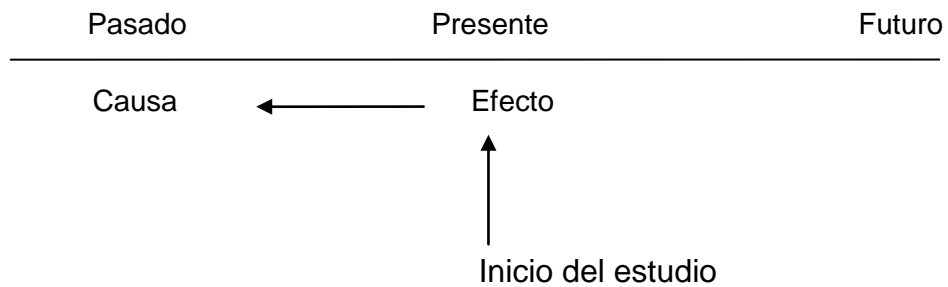 Pasado Presente Futuro
Causa Efecto
Inicio del estudio